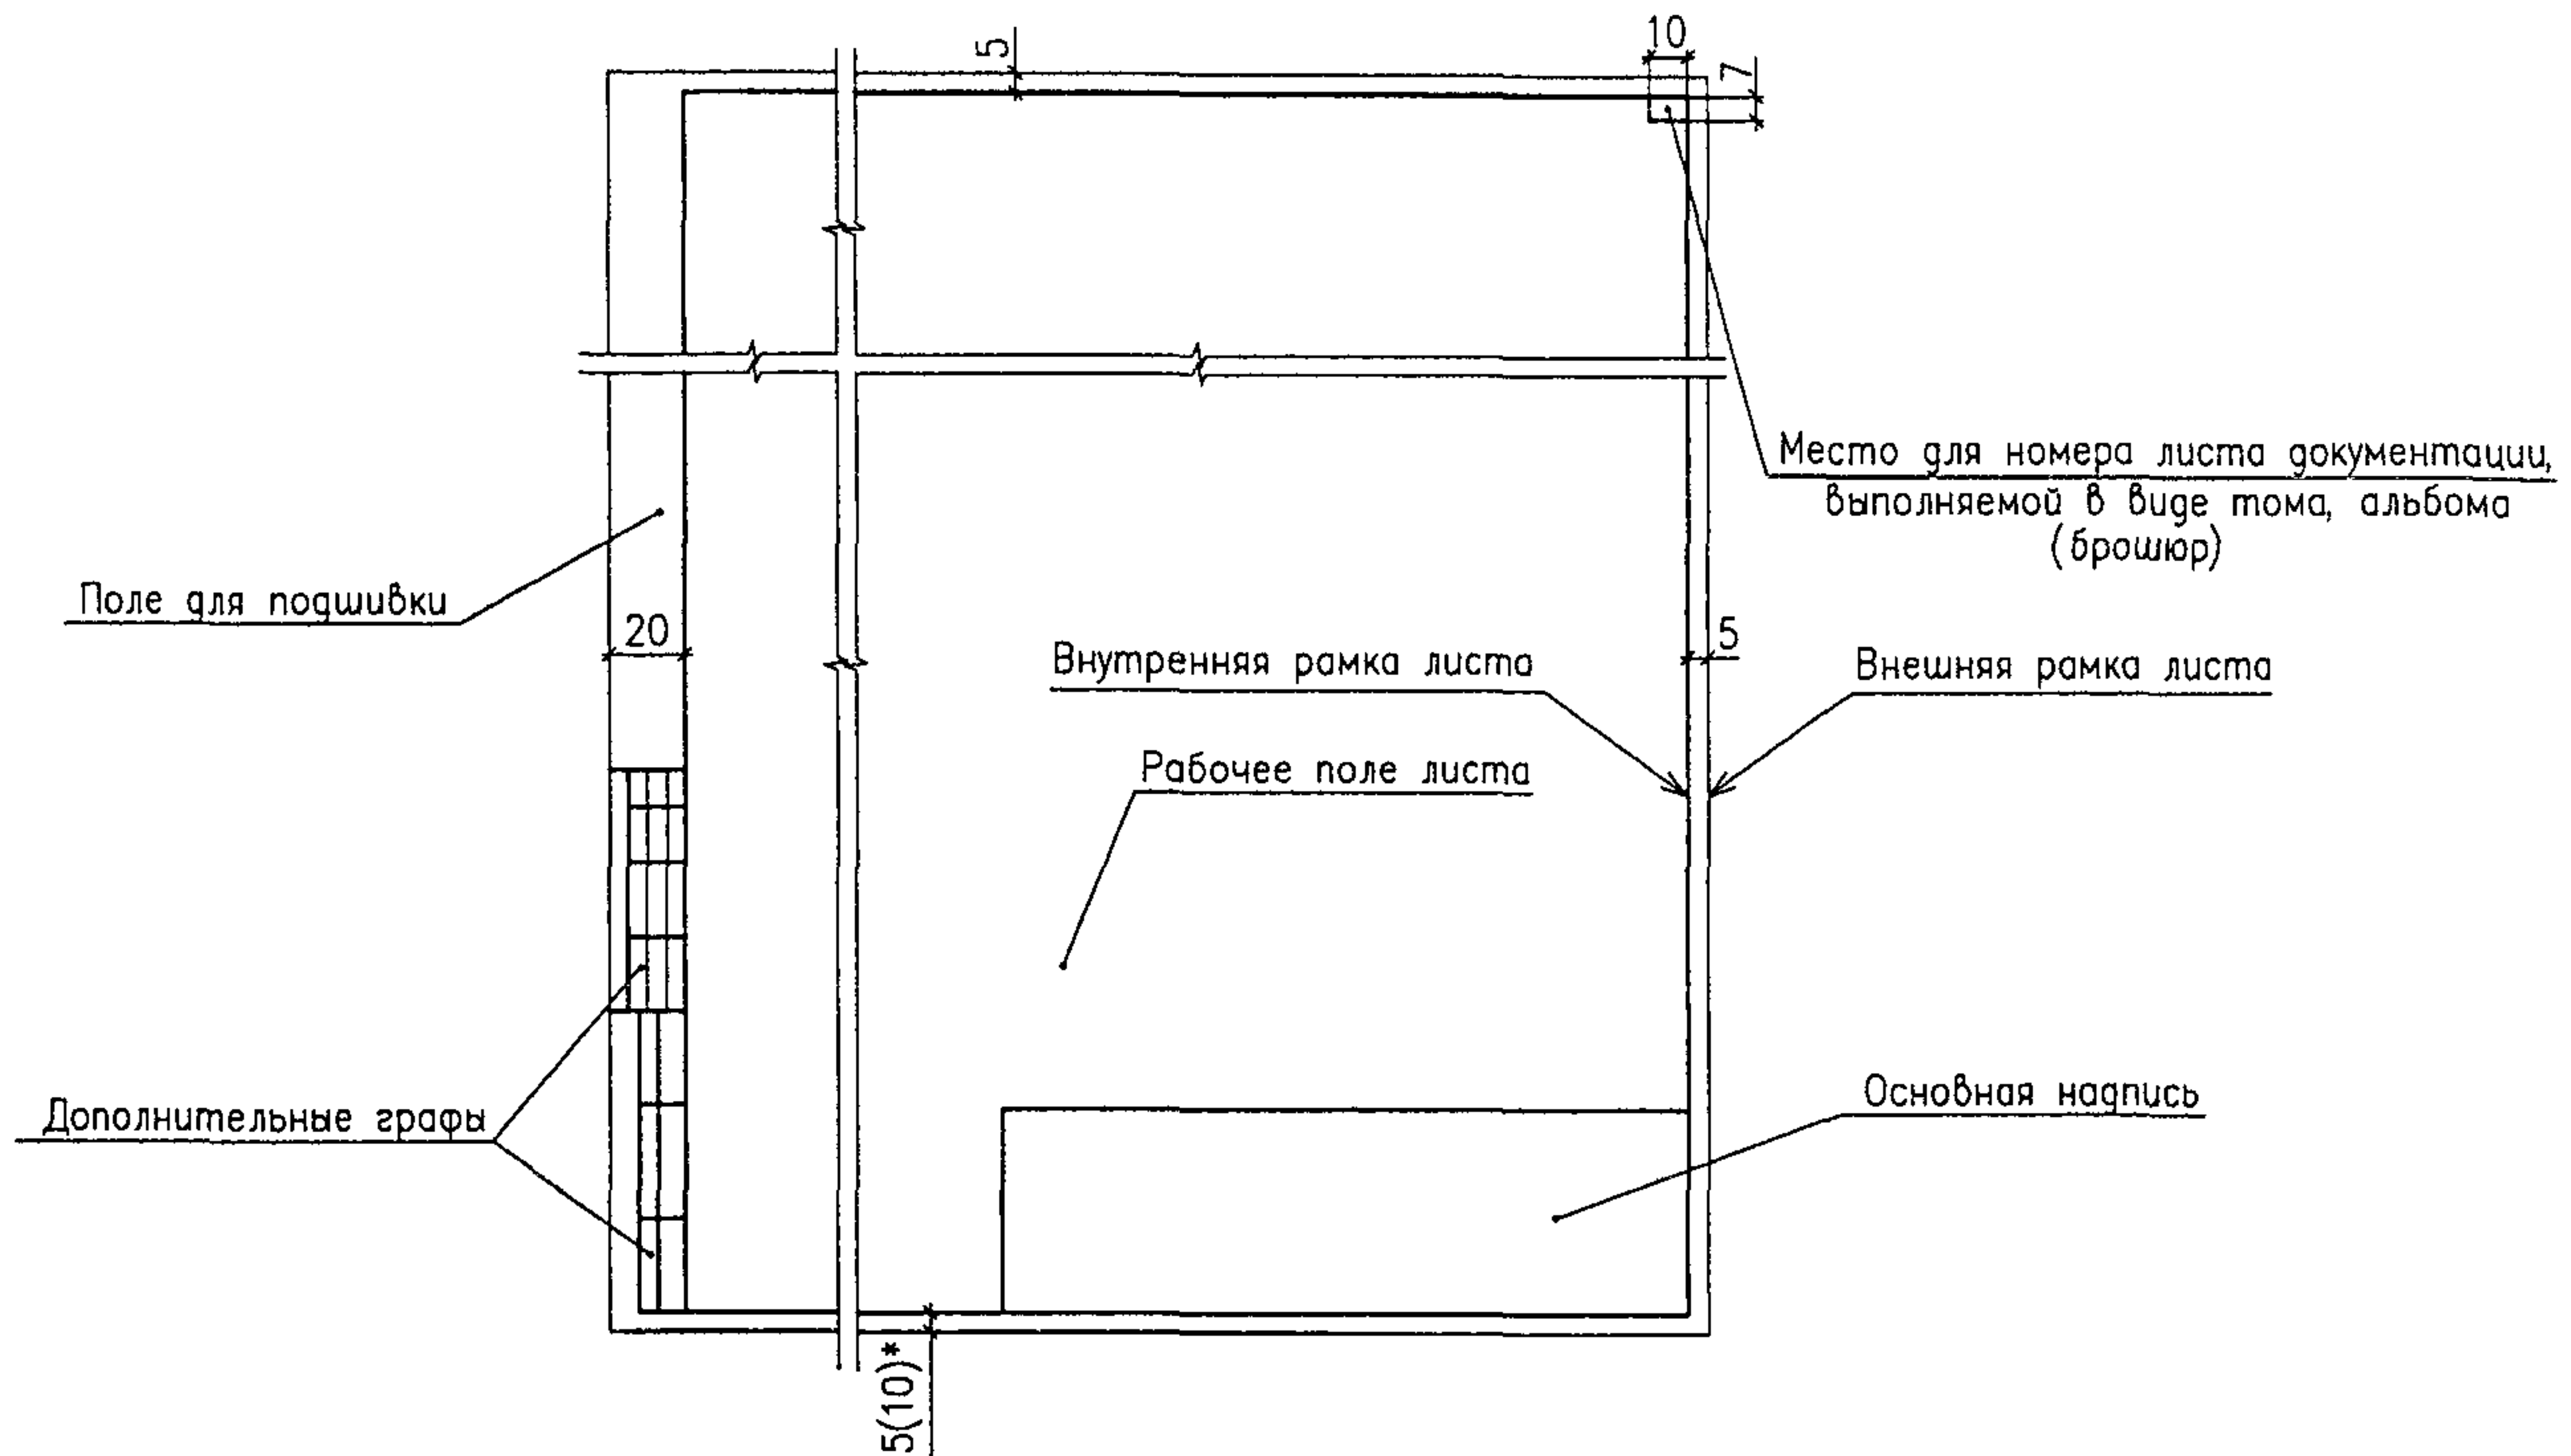 5
10
7
Место для номера листа документации,
выполняемой в виде тома, альбома
(брошюр)
Поле для подшивки
20
Внутренняя рамка листа
5
Внешняя рамка листа
Рабочее поле листа
Дополнительные графы
Основная надпись
5(10)*